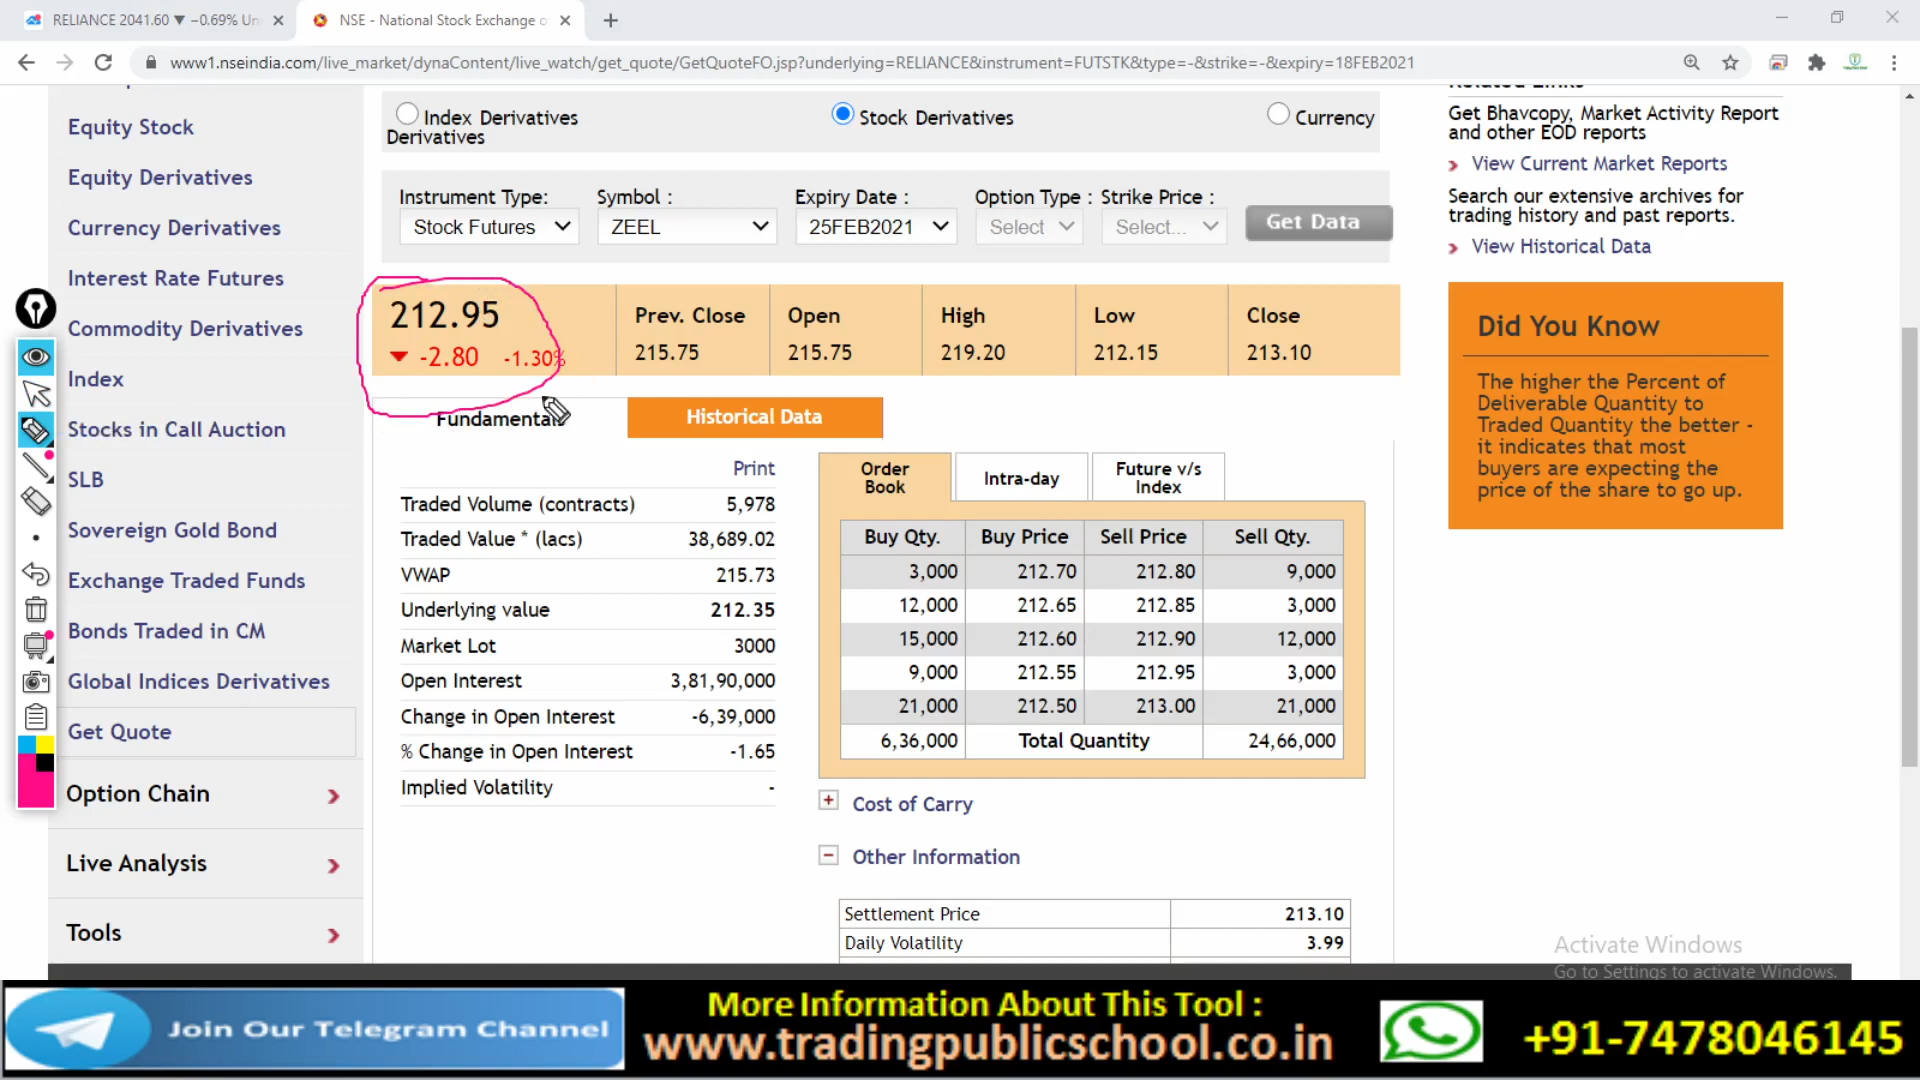 RELIANCE 2041.60 ▼ −0.69% Un
NSE - National Stock Exchange o
www1.nseindia.com/live_market/dynaContent/live_watch/get_quote/GetQuoteFO.jsp?underlying=RELIANCE&instrument=FUTSTK&type=-&strike=-&expiry=18FEB2021
Equity Stock
Equity Derivatives
Currency Derivatives
Interest Rate Futures
Commodity Derivatives
Index
Stocks in Call Auction
SLB
Sovereign Gold Bond
Exchange Traded Funds
Bonds Traded in CM
Global Indices Derivatives
Get Quote
Option Chain
Live Analysis
Tools
Index Derivatives
Stock Derivatives
Currency
Derivatives
Instrument Type: Symbol : Expiry Date : Option Type : Strike Price :
Stock Futures ZEEL 25FEB2021 Select Select... Get Data
212.95
▼ -2.80 -1.30%
Prev. Close Open High Low Close
215.75 215.75 219.20 212.15 213.10
Fundamentals
Historical Data
Print
Traded Volume (contracts) 5,978
Traded Value * (lacs) 38,689.02
VWAP 215.73
Underlying value 212.35
Market Lot 3000
Open Interest 3,81,90,000
Change in Open Interest -6,39,000
% Change in Open Interest -1.65
Implied Volatility -
Order
Book
Intra-day
Future v/s
Index
Buy Qty. Buy Price Sell Price Sell Qty.
3,000 212.70 212.80 9,000
12,000 212.65 212.85 3,000
15,000 212.60 212.90 12,000
9,000 212.55 212.95 3,000
21,000 212.50 213.00 21,000
6,36,000 Total Quantity 24,66,000
Cost of Carry
Other Information
Settlement Price 213.10
Daily Volatility 3.99
Related Links
Get Bhavcopy, Market Activity Report
and other EOD reports
View Current Market Reports
Search our extensive archives for
trading history and past reports.
View Historical Data
Did You Know
The higher the Percent of
Deliverable Quantity to
Traded Quantity the better -
it indicates that most
buyers are expecting the
price of the share to go up.
Activate Windows
Go to Settings to activate Windows.
Join Our Telegram Channel
More Information About This Tool :
www.tradingpublicschool.co.in
+91-7478046145